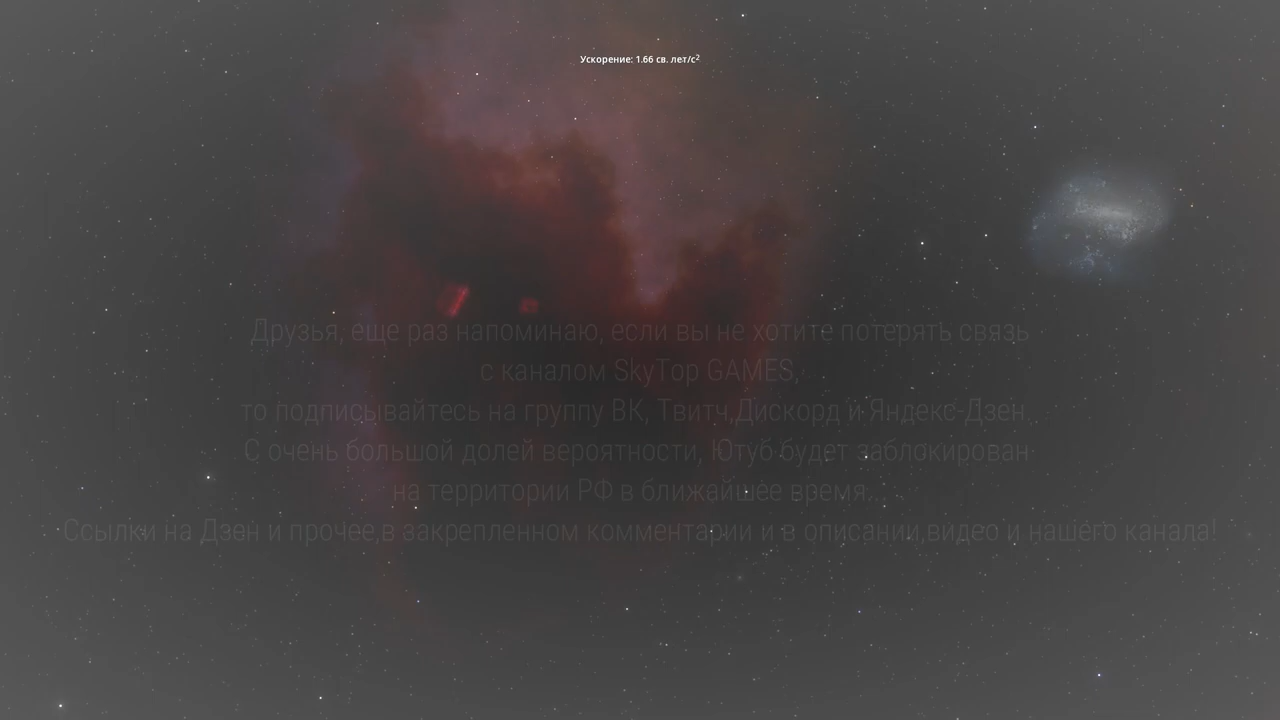 Ускорение: 1.66 св. лет/с²
Друзья, еще раз напоминаю, если вы не хотите потерять связь
с каналом SkyTop GAMES,
то подписывайтесь на группу ВК, Твитч,Дискорд и Яндекс-Дзен
С очень большой долей вероятности, Ютуб будет заблокирован
на территории РФ в ближайшее время...
Ссылки на Дзен и прочее,в закрепленном комментарии и в описании,видео и нашего канала!